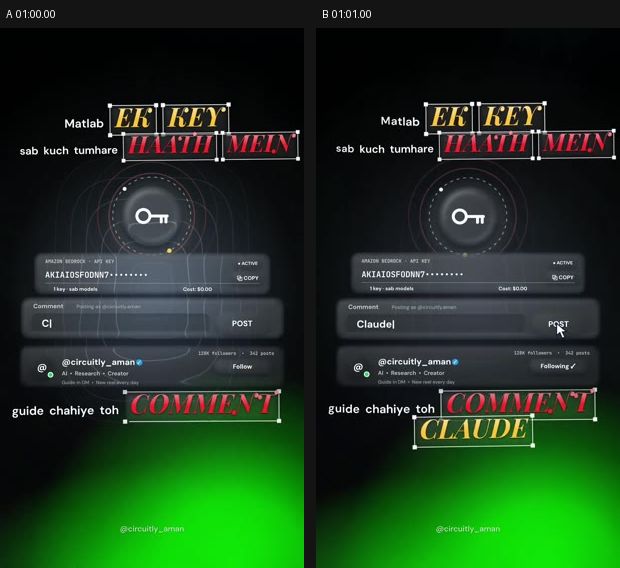 A 01:00.00
Matlab EK KEY
sab kuch tumhare HAATH MEIN
AMAZON BEDROCK · API KEY
● ACTIVE
AKIAIOSFODNN7••••••••
COPY
1 key · sab models
Cost: $0.00
Comment Posting as @circuitly_aman
Cl
POST
128K followers • 342 posts
@circuitly_aman
AI • Research • Creator
Follow
Guide in DM • New reel every day
guide chahiye toh COMMENT
@circuitly_aman
B 01:01.00
Matlab EK KEY
sab kuch tumhare HAATH MEIN
AMAZON BEDROCK · API KEY
● ACTIVE
AKIAIOSFODNN7••••••••
COPY
1 key · sab models
Cost: $0.00
Comment Posting as @circuitly_aman
Claude
POST
128K followers • 342 posts
@circuitly_aman
AI • Research • Creator
Following ✓
Guide in DM • New reel every day
guide chahiye toh COMMENT
CLAUDE
@circuitly_aman